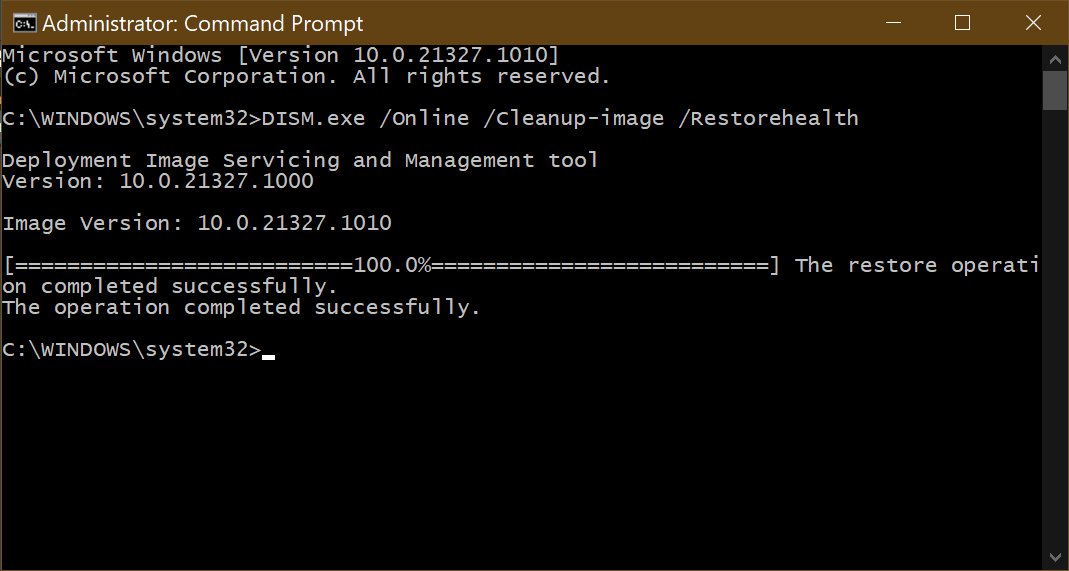 Administrator: Command Prompt
Microsoft Windows [Version 10.0.21327.1010]
(c) Microsoft Corporation. All rights reserved.
C:\WINDOWS\system32>DISM.exe /Online /Cleanup-image /Restorehealth
Deployment Image Servicing and Management tool
Version: 10.0.21327.1000
Image Version: 10.0.21327.1010
[==========================100.0%==========================] The restore operati
on completed successfully.
The operation completed successfully.
C:\WINDOWS\system32>